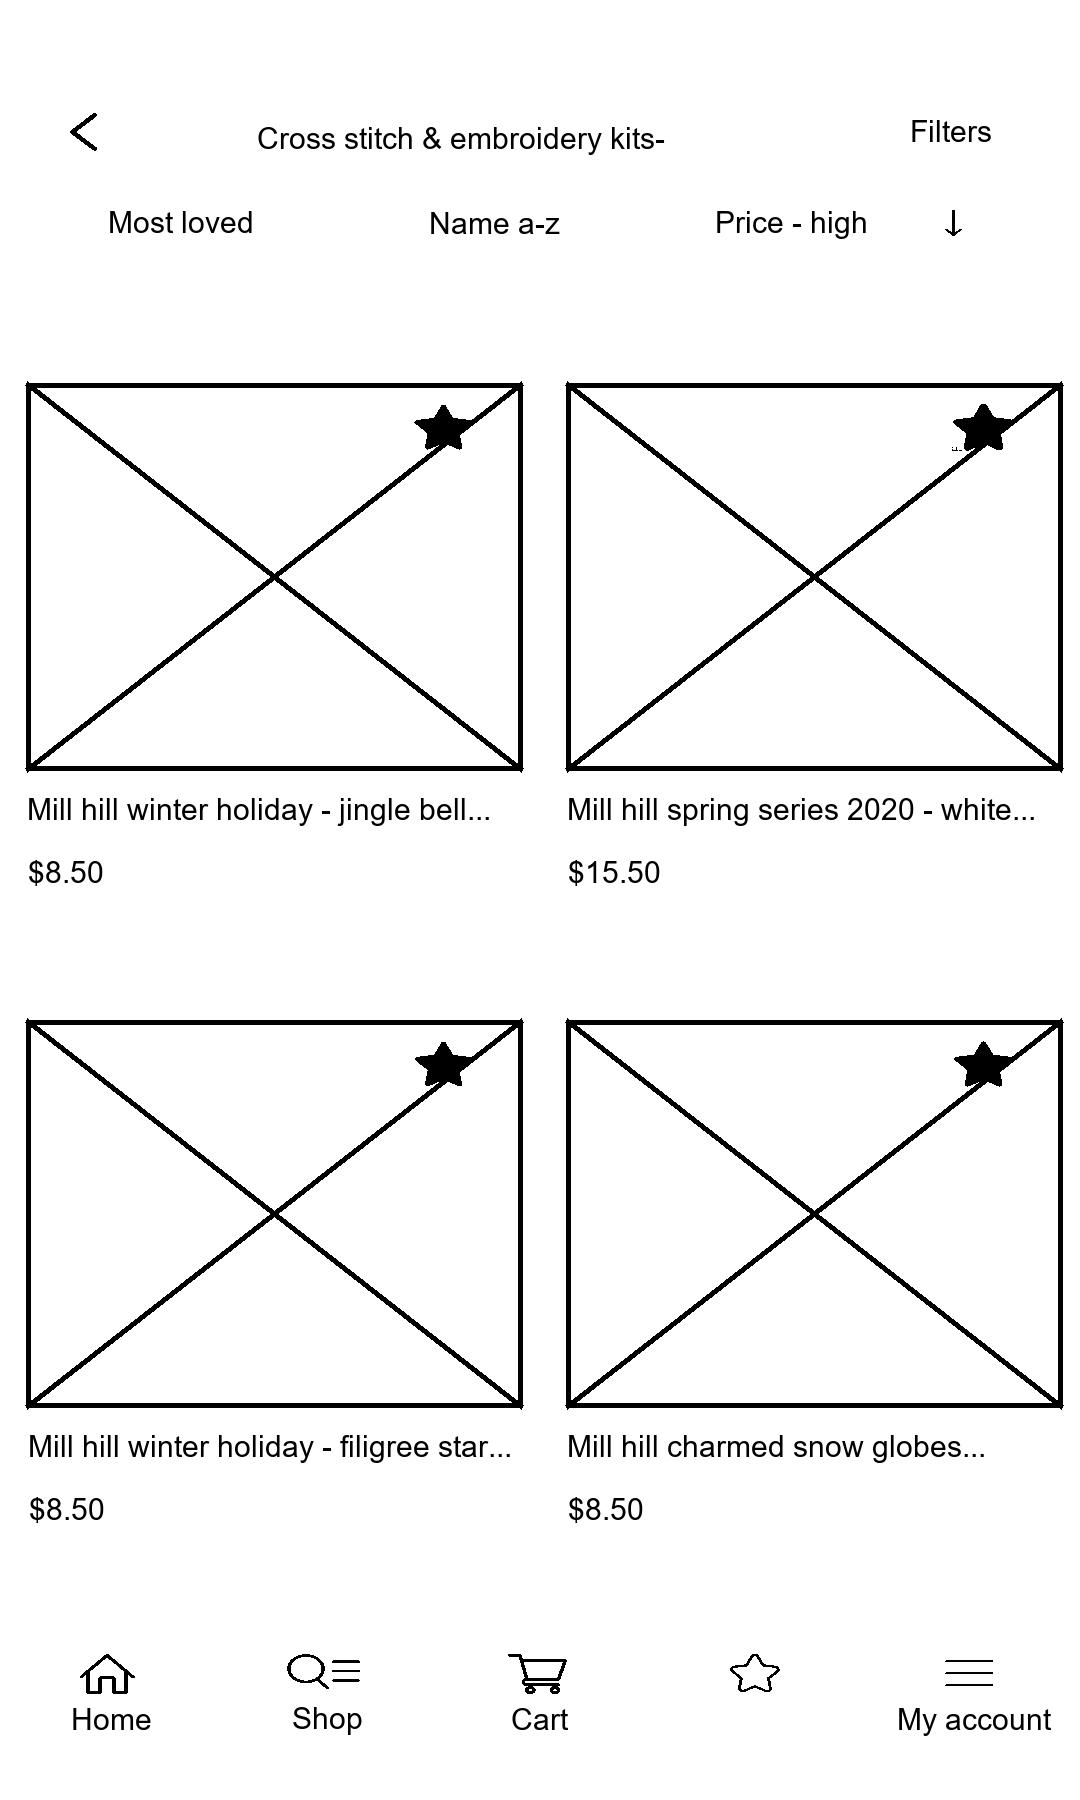 Cross stitch & embroidery kits-
Filters
Most loved
Name a-z
Price - high
Mill hill winter holiday - jingle bell...
Mill hill spring series 2020 - white...
$8.50
$15.50
Mill hill winter holiday - filigree star...
Mill hill charmed snow globes...
$8.50
$8.50
Home
Shop
Cart
My account